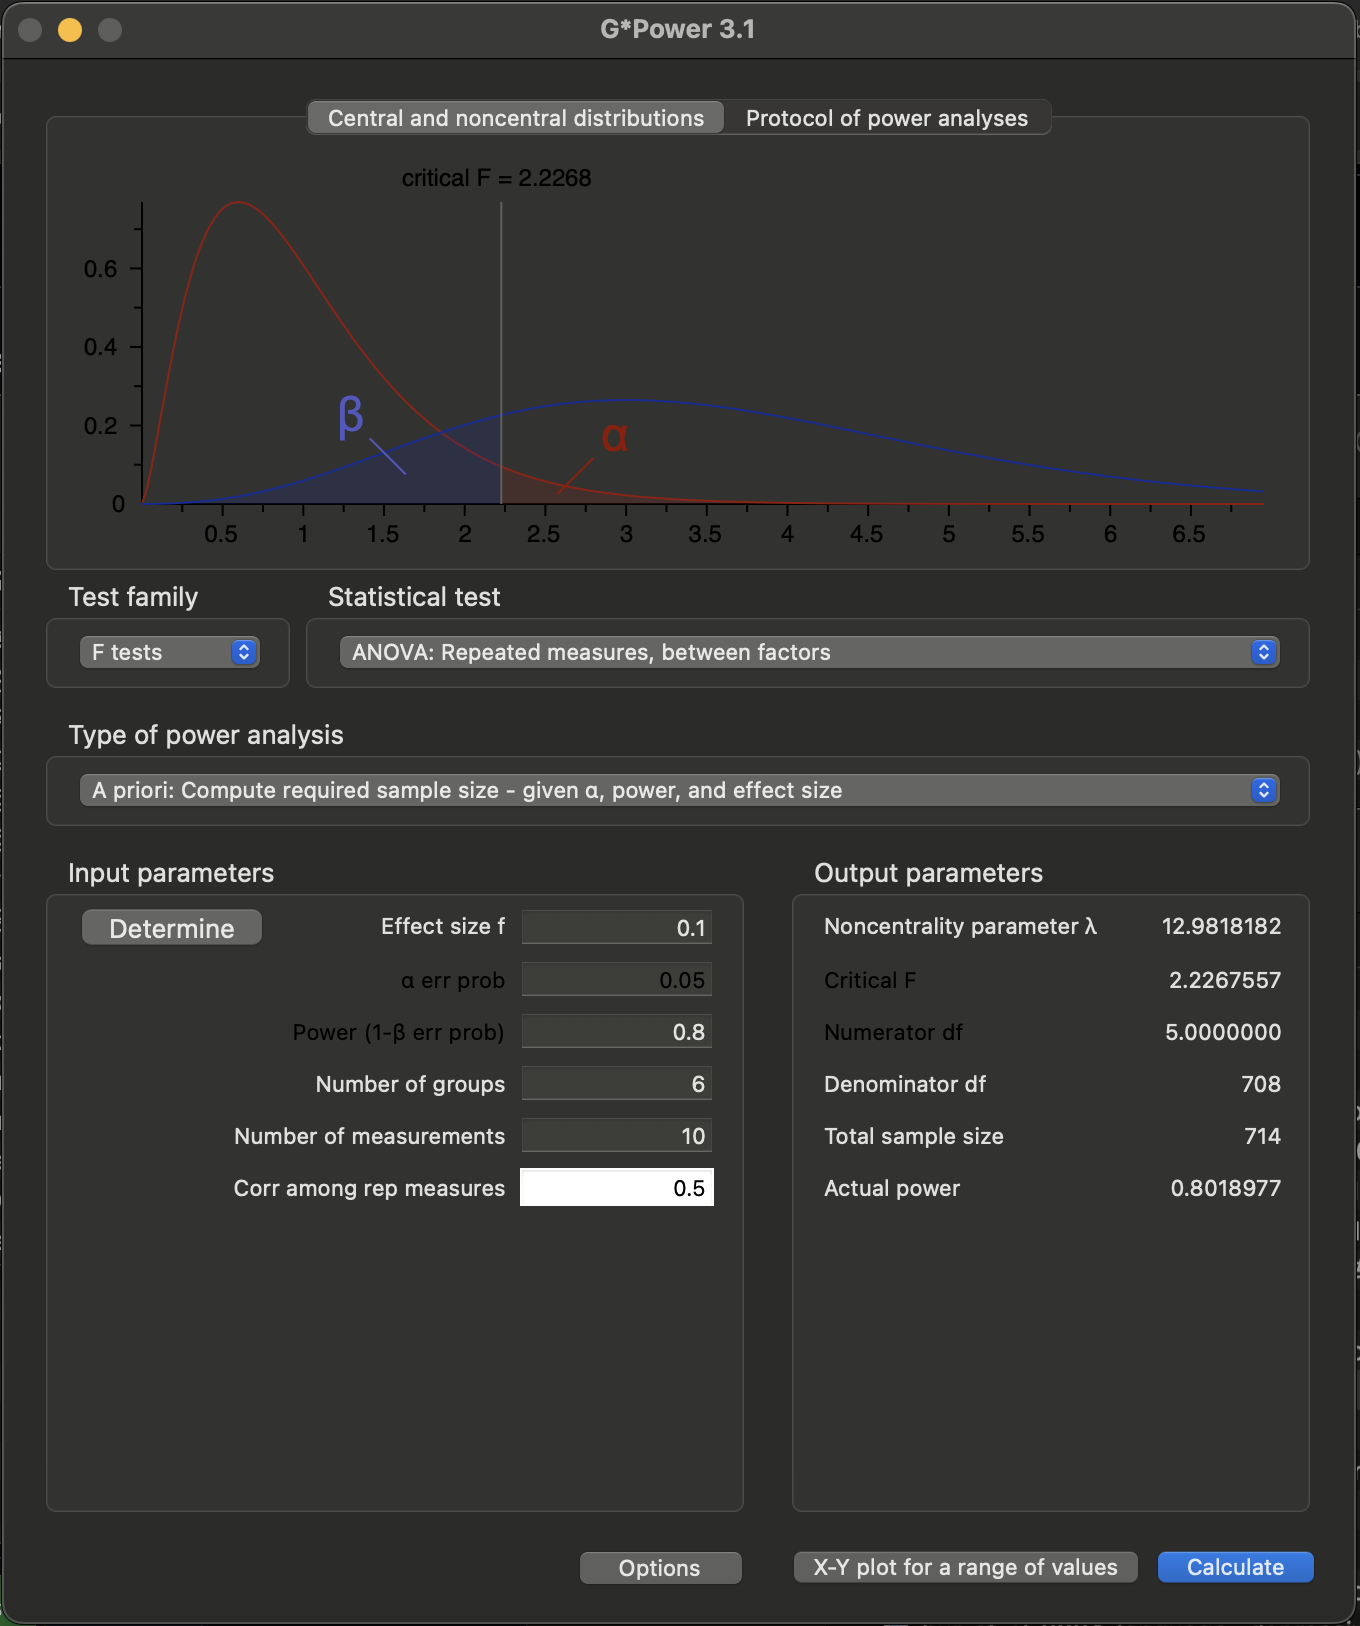 G*Power 3.1
Central and noncentral distributions
Protocol of power analyses
critical F = 2.2268
0.6
0.4
0.2
0
β
α
0.5 1 1.5 2 2.5 3 3.5 4 4.5 5 5.5 6 6.5
Test family
Statistical test
F tests
ANOVA: Repeated measures, between factors
Type of power analysis
A priori: Compute required sample size - given α, power, and effect size
Input parameters
Output parameters
Determine
Effect size f 0.1
Noncentrality parameter λ 12.9818182
α err prob 0.05
Critical F 2.2267557
Power (1-β err prob) 0.8
Numerator df 5.0000000
Number of groups 6
Denominator df 708
Number of measurements 10
Total sample size 714
Corr among rep measures 0.5
Actual power 0.8018977
Options
X-Y plot for a range of values
Calculate